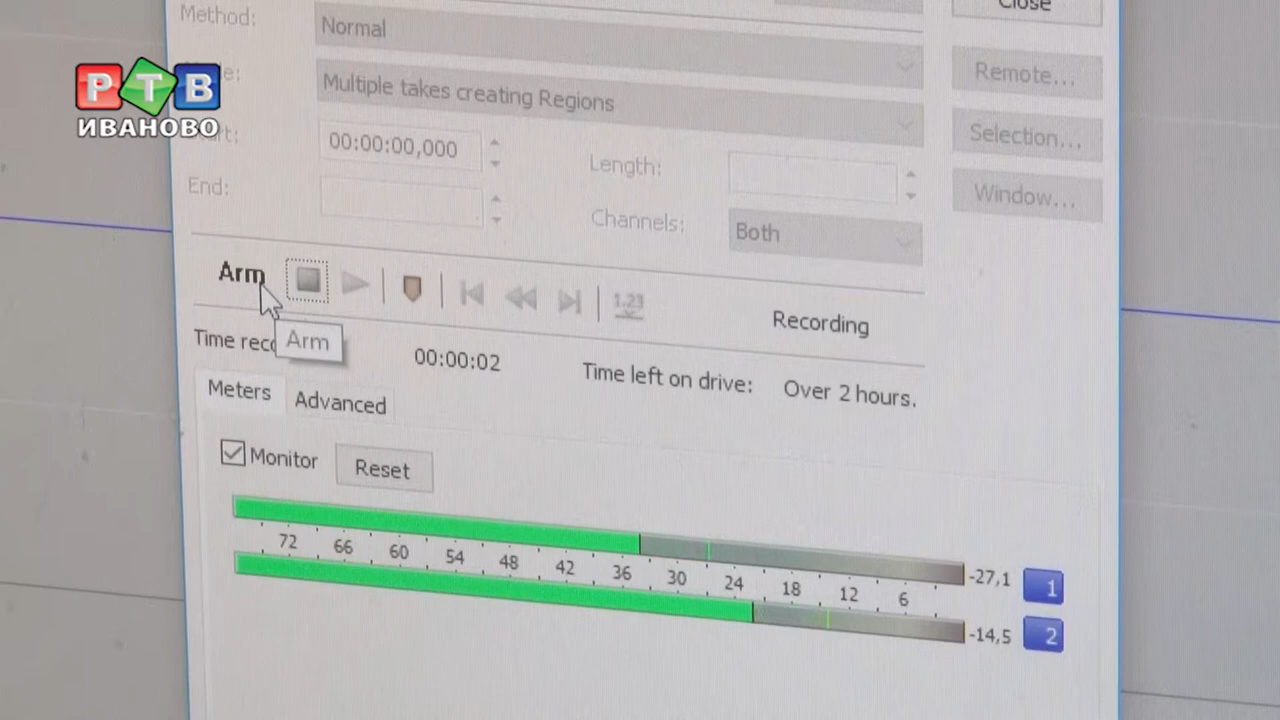 Close
Method:
Normal
Remote...
РТВ
ИВАНОВО
Multiple takes creating Regions
Selection...
00:00:00,000
Length:
Window...
End:
Channels:
Both
Arm
1.23
Recording
Arm
Time reco
00:00:02
Time left on drive:
Over 2 hours.
Meters
Advanced
Monitor
Reset
72 66 60 54 48 42 36 30 24 18 12 6
-27,1
1
-14,5
2